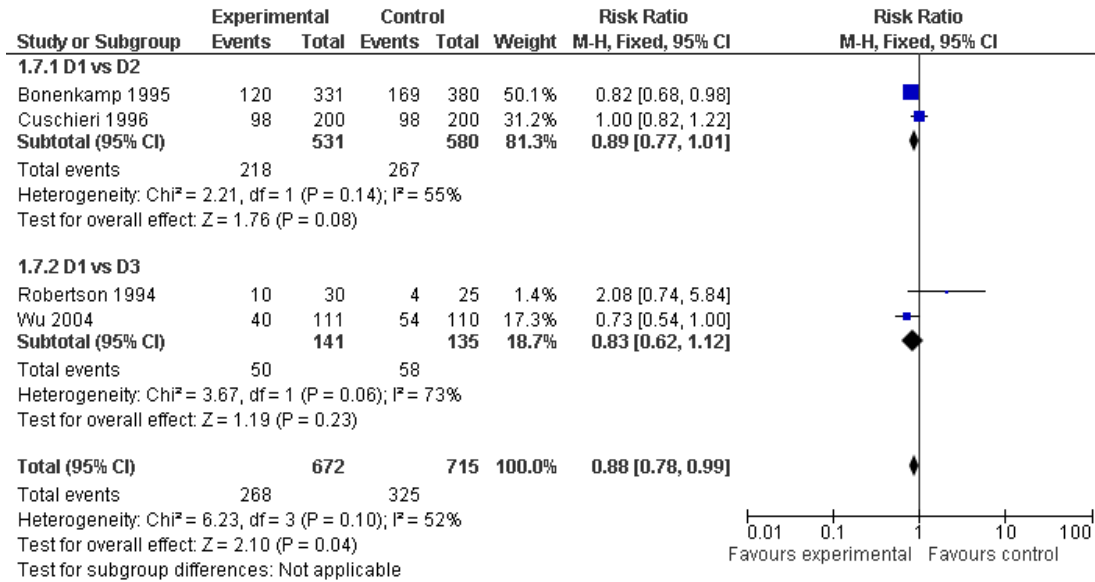 Experimental Control Risk Ratio Risk Ratio
Study or Subgroup Events Total Events Total Weight M-H, Fixed, 95% CI M-H, Fixed, 95% CI
1.7.1 D1 vs D2
Bonenkamp 1995 120 331 169 380 50.1% 0.82 [0.68, 0.98]
Cuschieri 1996 98 200 98 200 31.2% 1.00 [0.82, 1.22]
Subtotal (95% CI) 531 580 81.3% 0.89 [0.77, 1.01]
Total events 218 267
Heterogeneity: Chi² = 2.21, df = 1 (P = 0.14); I² = 55%
Test for overall effect: Z = 1.76 (P = 0.08)
1.7.2 D1 vs D3
Robertson 1994 10 30 4 25 1.4% 2.08 [0.74, 5.84]
Wu 2004 40 111 54 110 17.3% 0.73 [0.54, 1.00]
Subtotal (95% CI) 141 135 18.7% 0.83 [0.62, 1.12]
Total events 50 58
Heterogeneity: Chi² = 3.67, df = 1 (P = 0.06); I² = 73%
Test for overall effect: Z = 1.19 (P = 0.23)
Total (95% CI) 672 715 100.0% 0.88 [0.78, 0.99]
Total events 268 325
Heterogeneity: Chi² = 6.23, df = 3 (P = 0.10); I² = 52%
Test for overall effect: Z = 2.10 (P = 0.04)
Test for subgroup differences: Not applicable
0.01 0.1 1 10 100
Favours experimental Favours control